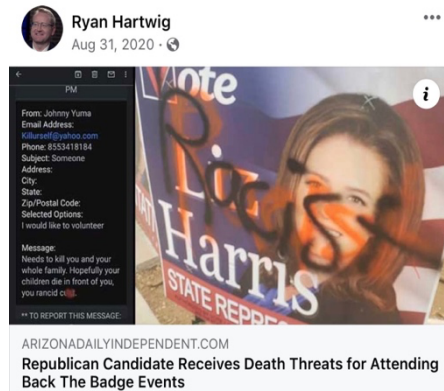 Ryan Hartwig
Aug 31, 2020
PM
From: Johnny Yuma
Email Address:
Killurself@yahoo.com
Phone: 8553418184
Subject: Someone
Address:
City:
State:
Zip/Postal Code:
Selected Options:
I would like to volunteer
Message:
Needs to kill you and your
whole family. Hopefully your
children die in front of you,
you rancid
** TO REPORT THIS MESSAGE:
Vote
Liz
Harris
STATE REPRE
Racist
i
ARIZONADAILYINDEPENDENT.COM
Republican Candidate Receives Death Threats for Attending
Back The Badge Events